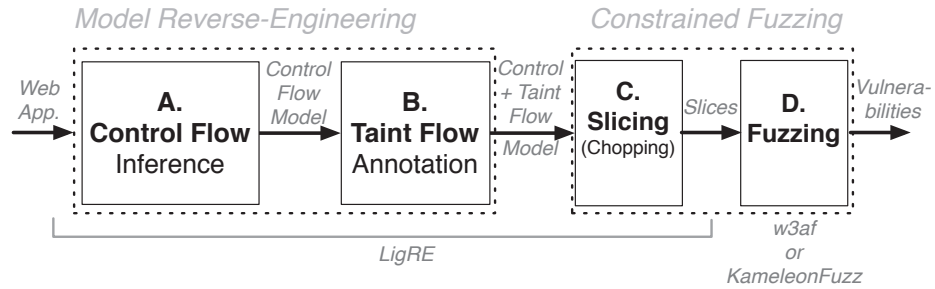 Model Reverse-Engineering
Constrained Fuzzing
Web
App.
A.
Control Flow
Inference
Control
Flow
Model
B.
Taint Flow
Annotation
Control
+ Taint
Flow
Model
C.
Slicing
(Chopping)
Slices
D.
Fuzzing
Vulnera-
bilities
LigRE
w3af
or
KameleonFuzz